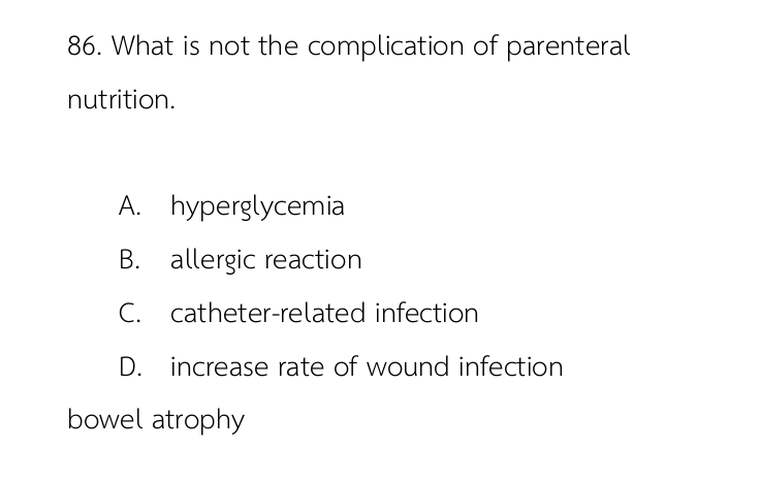 86. What is not the complication of parenteral
nutrition.
A. hyperglycemia
B. allergic reaction
C. catheter-related infection
D. increase rate of wound infection
bowel atrophy